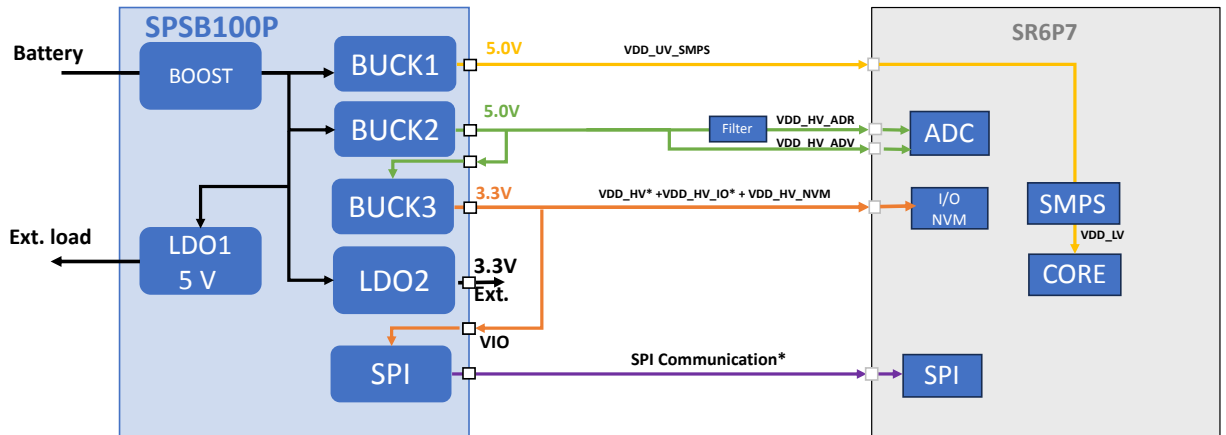 SPSB100P
SR6P7
Battery
BOOST
BUCK1
5.0V
VDD_UV_SMPS
BUCK2
5.0V
Filter
VDD_HV_ADR
VDD_HV_ADV
ADC
BUCK3
3.3V
VDD_HV* +VDD_HV_IO* + VDD_HV_NVM
I/O
NVM
SMPS
VDD_LV
CORE
Ext. load
LDO1
5 V
LDO2
3.3V
Ext.
VIO
SPI
SPI Communication*
SPI